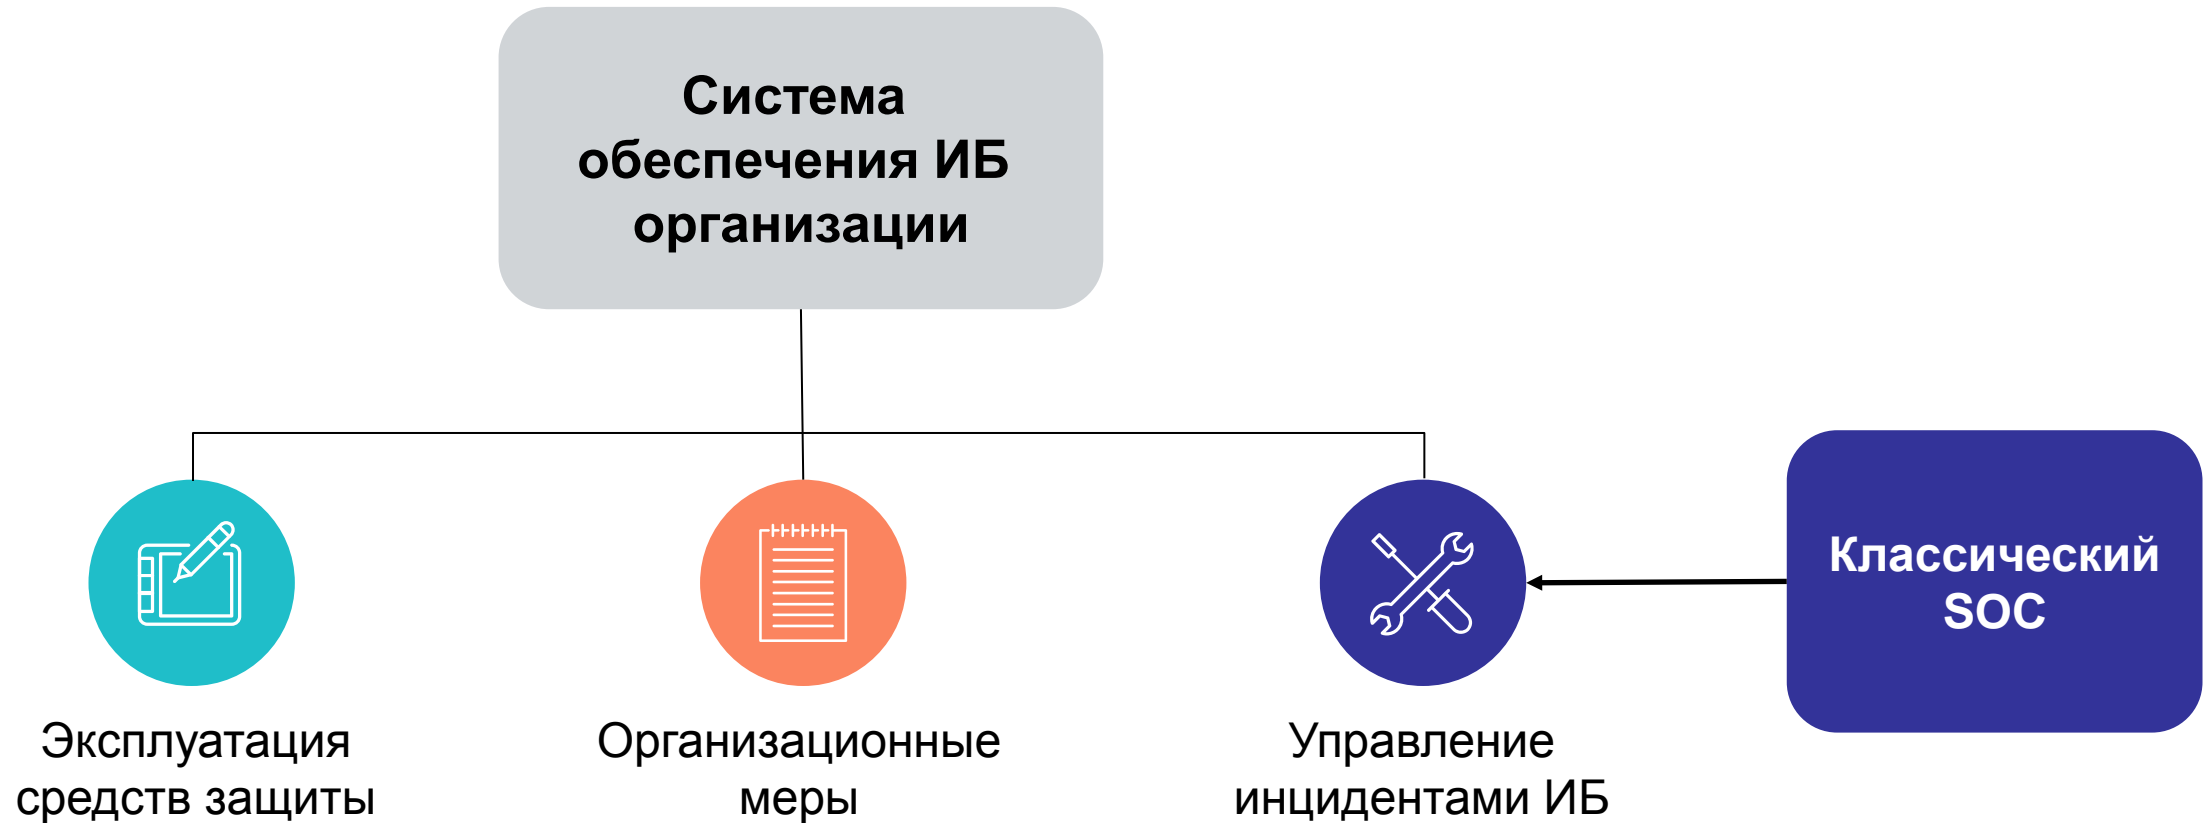 Система
обеспечения ИБ
организации
Классический
SOC
Эксплуатация
средств защиты
Организационные
меры
Управление
инцидентами ИБ